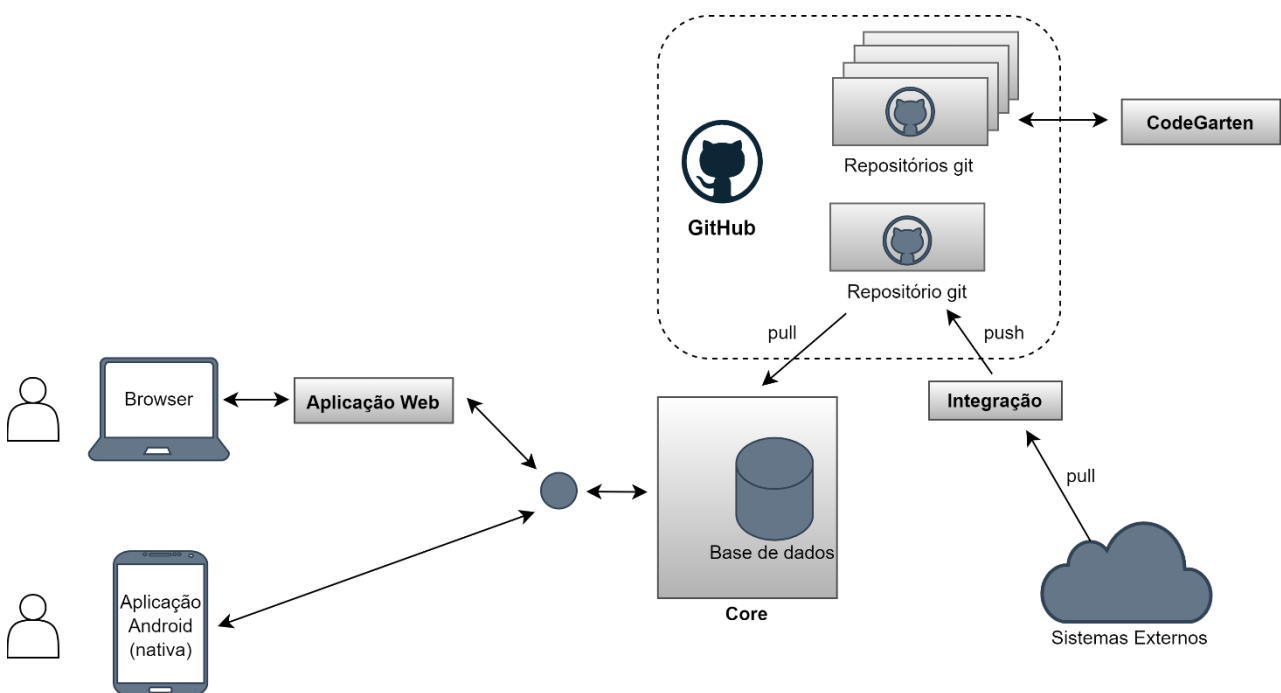 CodeGarten
Repositórios git
GitHub
Repositório git
pull
push
Browser
Aplicação Web
Integração
pull
Base de dados
Aplicação
Android
(nativa)
Core
Sistemas Externos